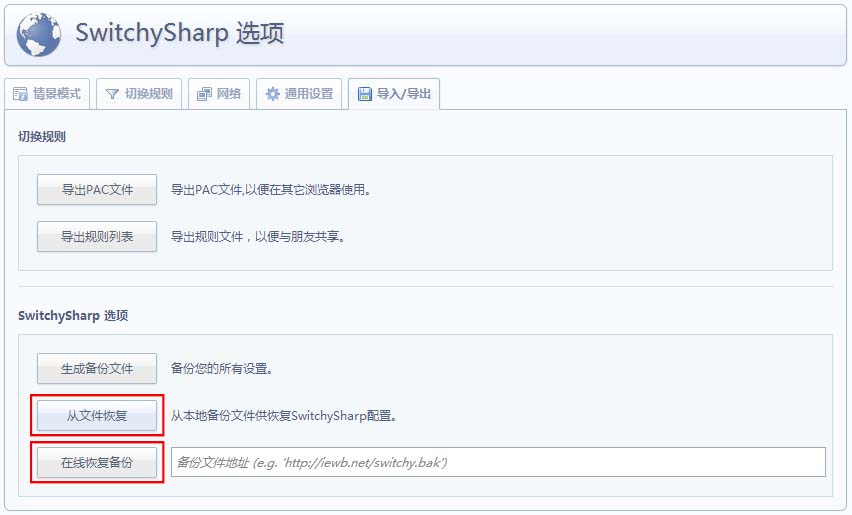 SwitchySharp 选项
情景模式 切换规则 网络 通用设置 导入/导出
切换规则
导出PAC文件 导出PAC文件,以便在其它浏览器使用。
导出规则列表 导出规则文件，以便与朋友共享。
SwitchySharp 选项
生成备份文件 备份您的所有设置。
从文件恢复 从本地备份文件供恢复SwitchySharp配置。
在线恢复备份 备份文件地址 (e.g. 'http://iewb.net/switchy.bak')